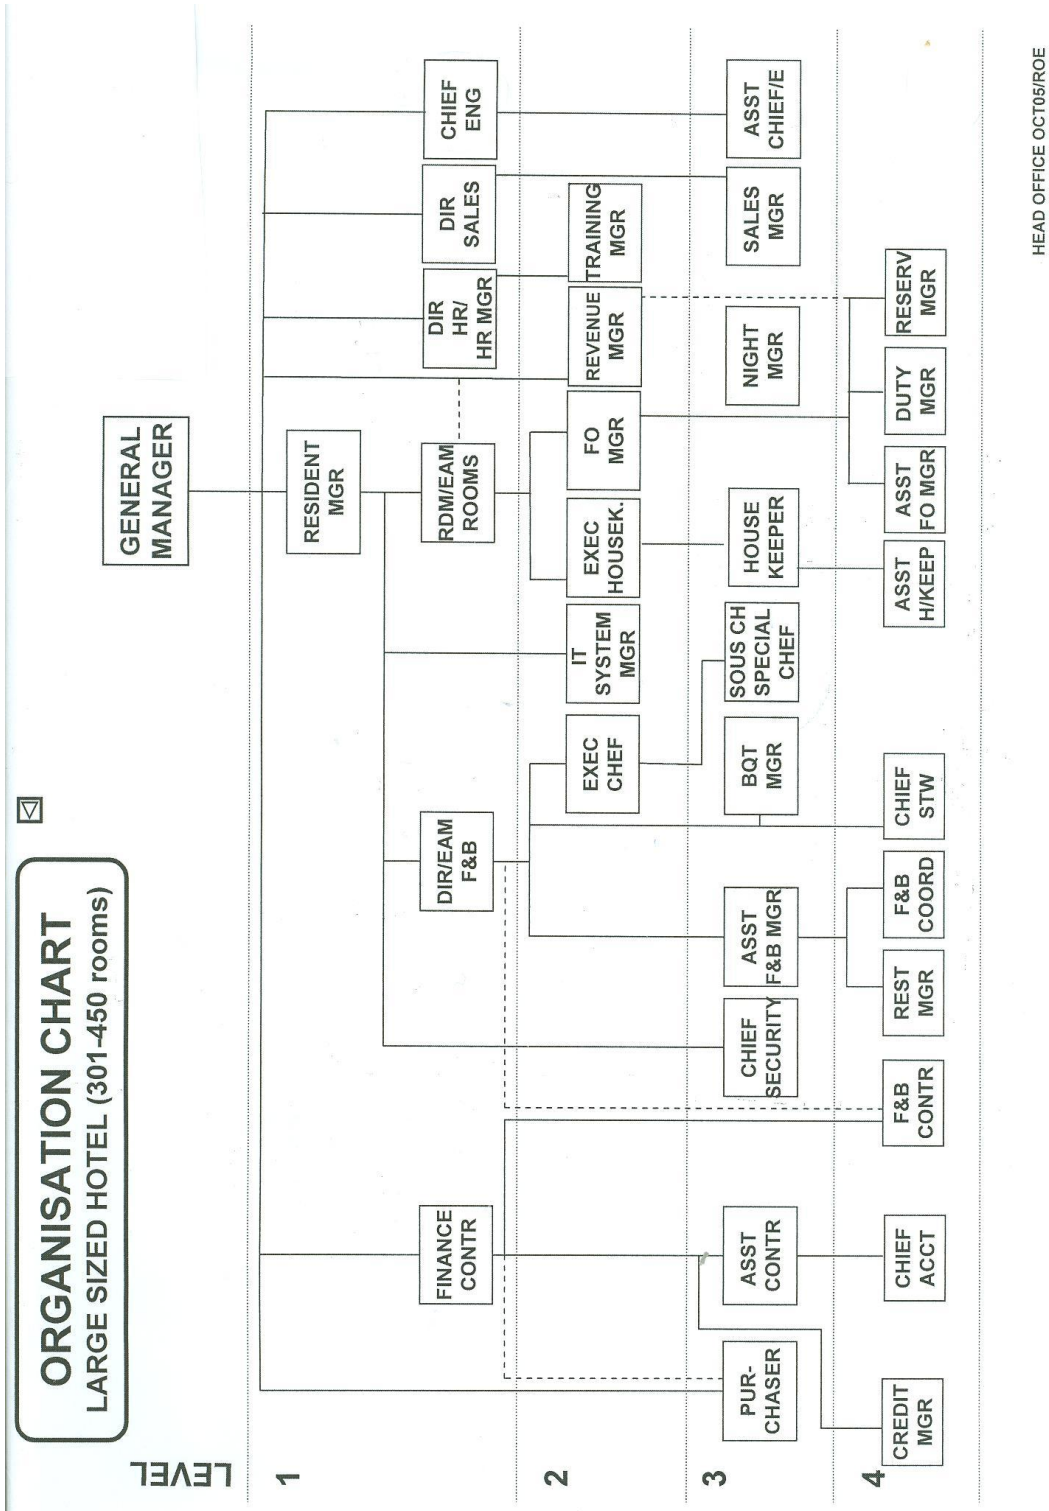 ORGANISATION CHART
LARGE SIZED HOTEL (301-450 rooms)
GENERAL
MANAGER
LEVEL
1
RESIDENT
MGR
FINANCE
CONTR
DIR/EAM
F&B
RDM/EAM
ROOMS
DIR
HR/
HR MGR
DIR
SALES
CHIEF
ENG
2
EXEC
CHEF
IT
SYSTEM
MGR
EXEC
HOUSEK.
FO
MGR
REVENUE
MGR
TRAINING
MGR
3
PUR-
CHASER
ASST
CONTR
CHIEF
SECURITY
ASST
F&B MGR
BQT
MGR
SOUS CH
SPECIAL
CHEF
HOUSE
KEEPER
NIGHT
MGR
SALES
MGR
ASST
CHIEF/E
4
CREDIT
MGR
CHIEF
ACCT
F&B
CONTR
REST
MGR
F&B
COORD
CHIEF
STW
ASST
H/KEEP
ASST
FO MGR
DUTY
MGR
RESERV
MGR
HEAD OFFICE OCT05/ROE